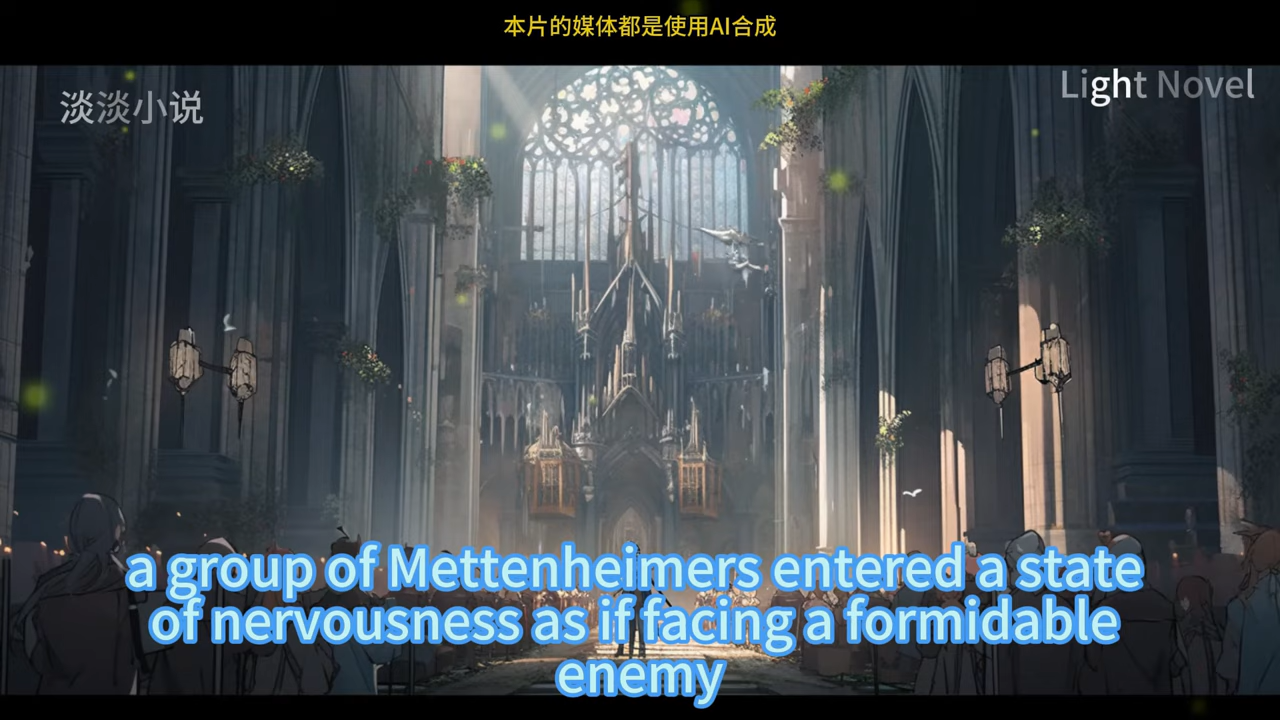 本片的媒体都是使用AI合成
淡淡小说
Light Novel
a group of Mettenheimers entered a state
of nervousness as if facing a formidable
enemy